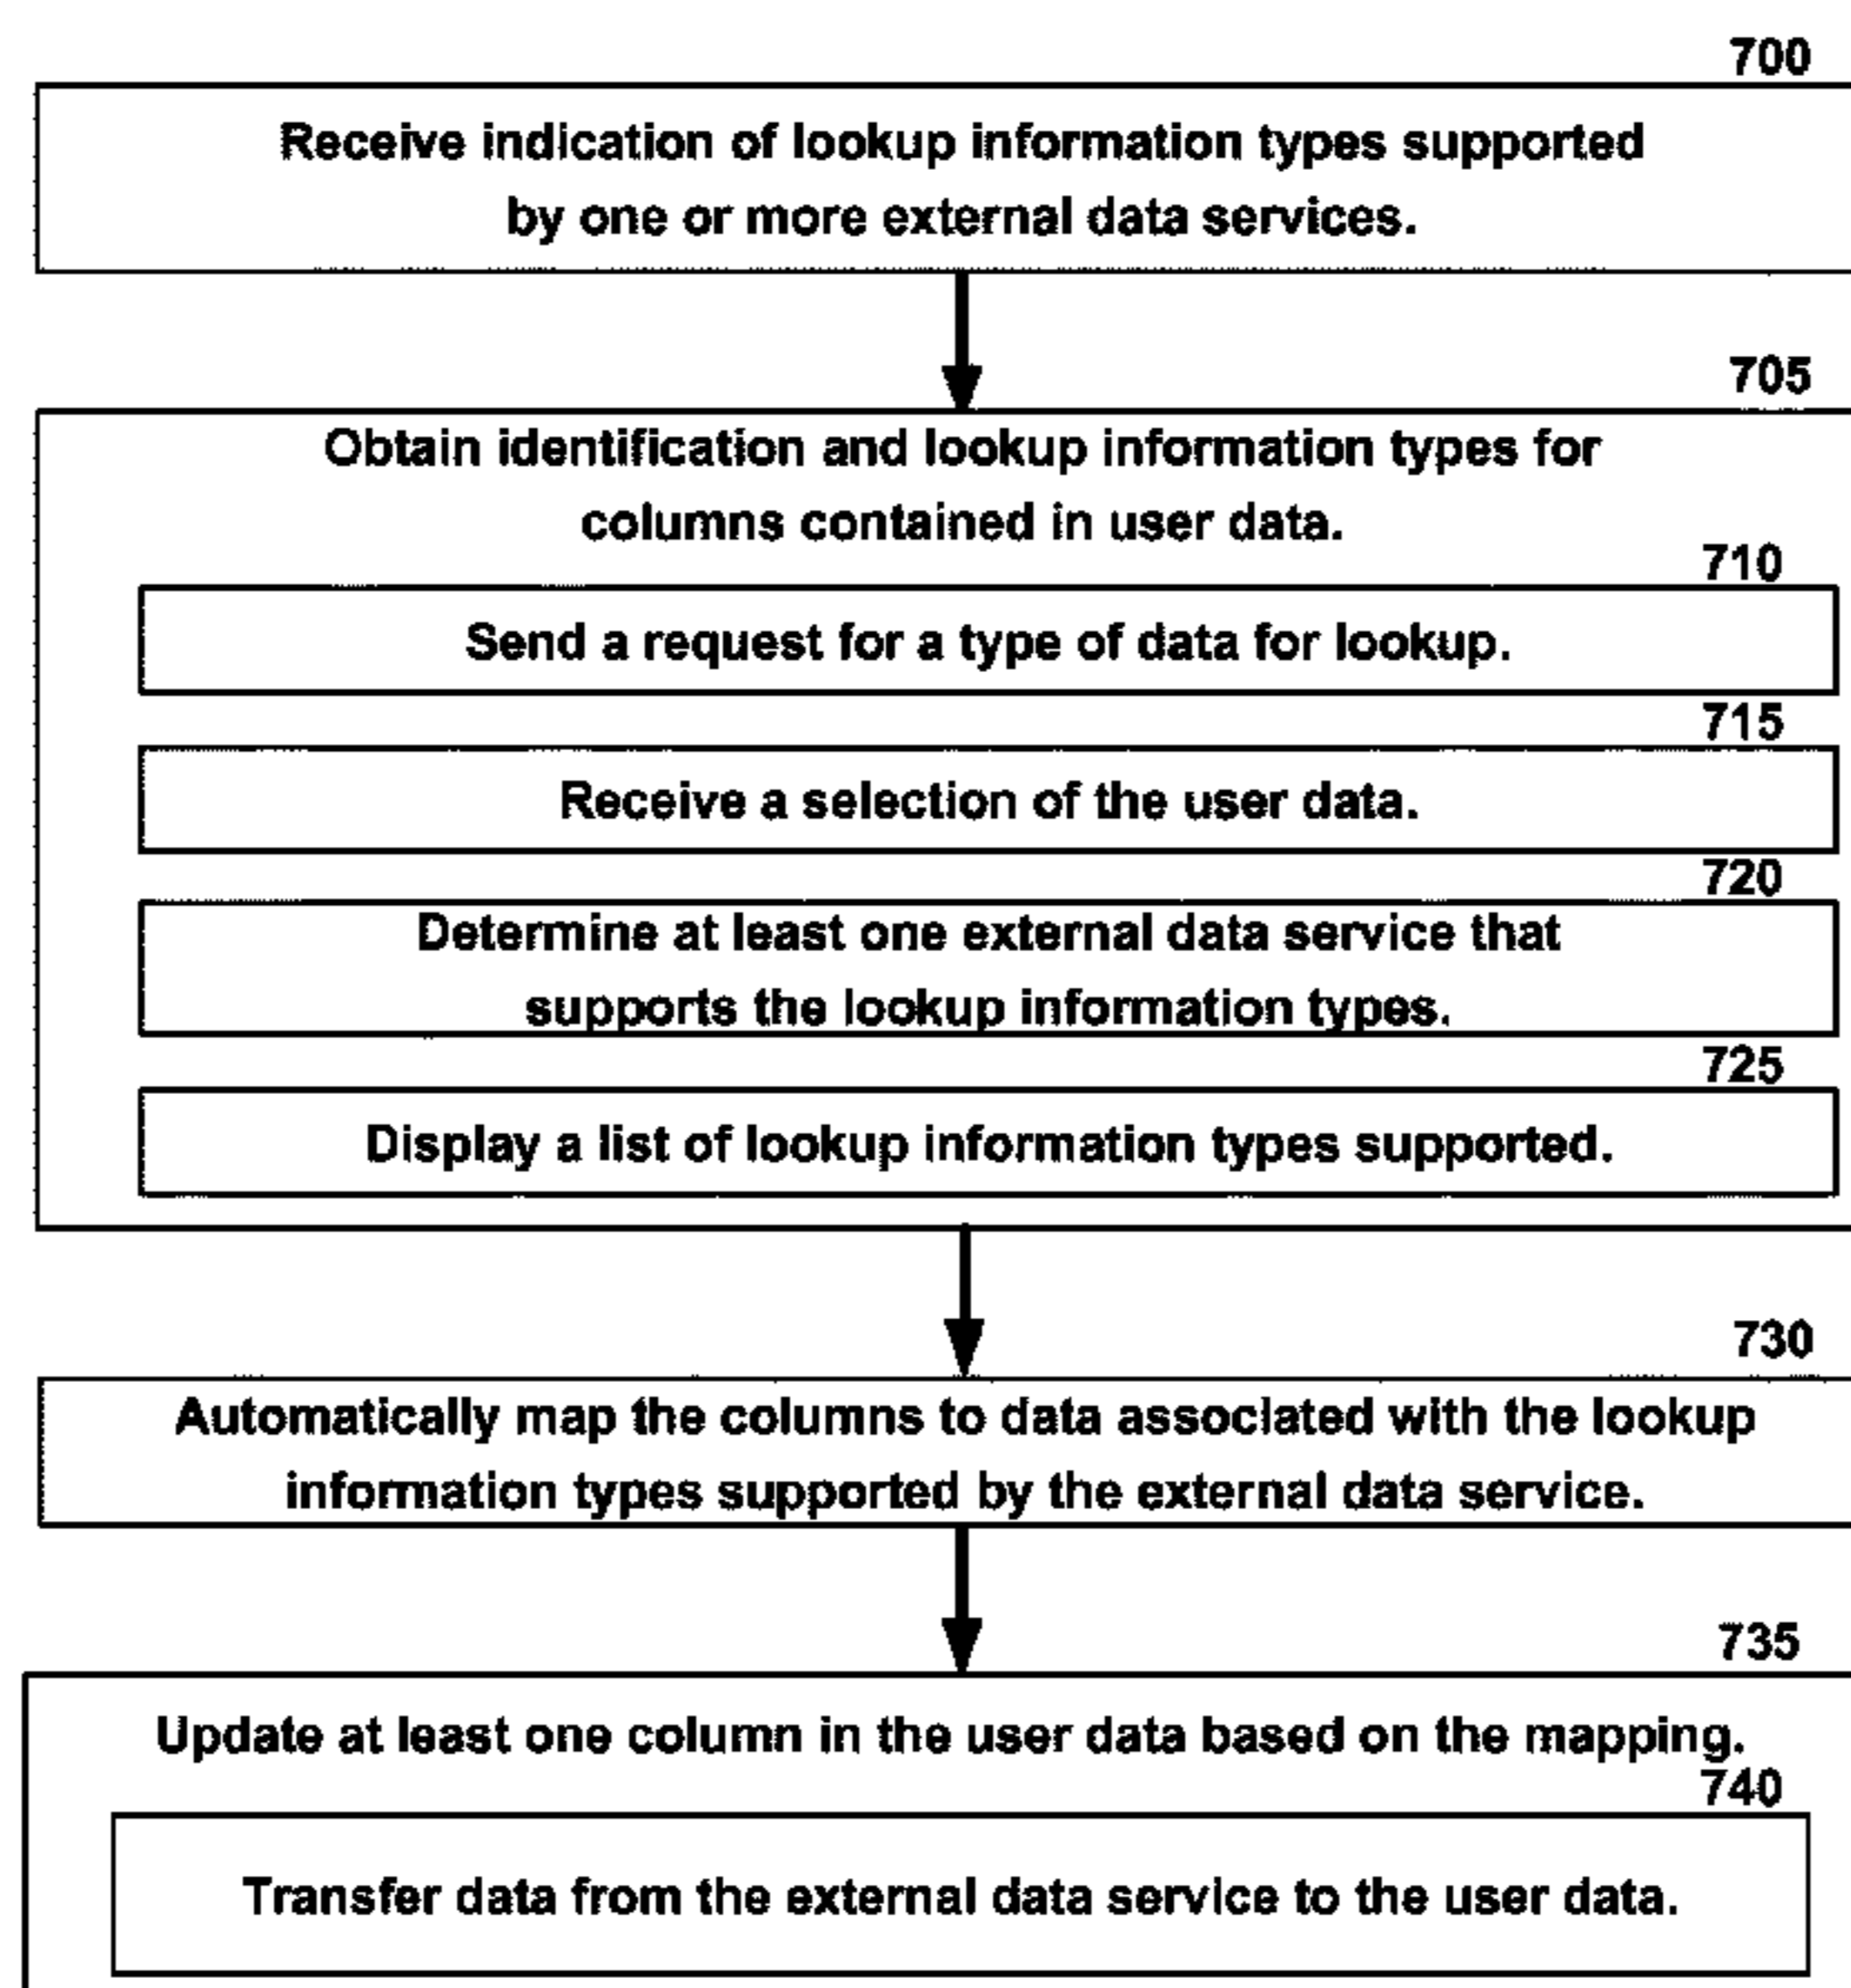 700
Receive indication of lookup information types supported
by one or more external data services.
705
Obtain identification and lookup information types for
columns contained in user data.
710
Send a request for a type of data for lookup.
715
Receive a selection of the user data.
720
Determine at least one external data service that
supports the lookup information types.
725
Display a list of lookup information types supported.
730
Automatically map the columns to data associated with the lookup
information types supported by the external data service.
735
Update at least one column in the user data based on the mapping.
740
Transfer data from the external data service to the user data.